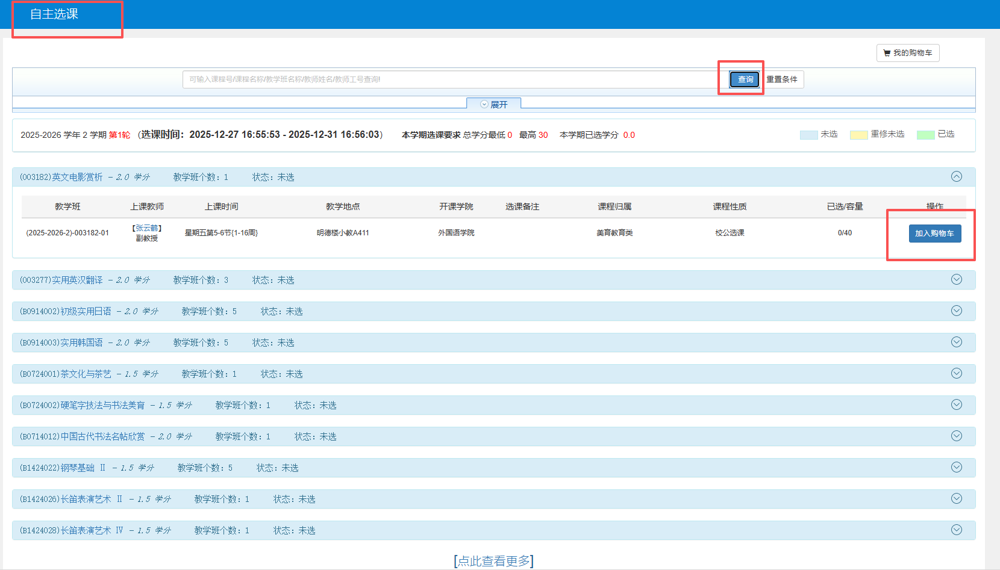 自主选课
我的购物车
可输入课程号/课程名称/教学班名称/教师姓名/教师工号查询!
查询
重置条件
展开
2025-2026 学年 2 学期 第1轮 （选课时间：2025-12-27 16:55:53 - 2025-12-31 16:56:03） 本学期选课要求 总学分最低 0 最高 30 本学期已选学分 0.0
未选 重修未选 已选
(003182)英文电影赏析 - 2.0 学分 教学班个数：1 状态：未选
教学班 上课教师 上课时间 教学地点 开课学院 选课备注 课程归属 课程性质 已选/容量 操作
(2025-2026-2)-003182-01 【张云鹤】 星期五第5-6节{1-16周} 明德楼小教A411 外国语学院 美育教育类 校公选课 0/40 加入购物车
副教授
(003277)实用英汉翻译 - 2.0 学分 教学班个数：3 状态：未选
(B0914002)初级实用日语 - 2.0 学分 教学班个数：5 状态：未选
(B0914003)实用韩国语 - 2.0 学分 教学班个数：5 状态：未选
(B0724001)茶文化与茶艺 - 1.5 学分 教学班个数：1 状态：未选
(B0724002)硬笔字技法与书法美育 - 1.5 学分 教学班个数：1 状态：未选
(B0714012)中国古代书法名帖欣赏 - 2.0 学分 教学班个数：1 状态：未选
(B1424022)钢琴基础 Ⅱ - 1.5 学分 教学班个数：5 状态：未选
(B1424026)长笛表演艺术 Ⅱ - 1.5 学分 教学班个数：1 状态：未选
(B1424028)长笛表演艺术 Ⅳ - 1.5 学分 教学班个数：1 状态：未选
[点此查看更多]